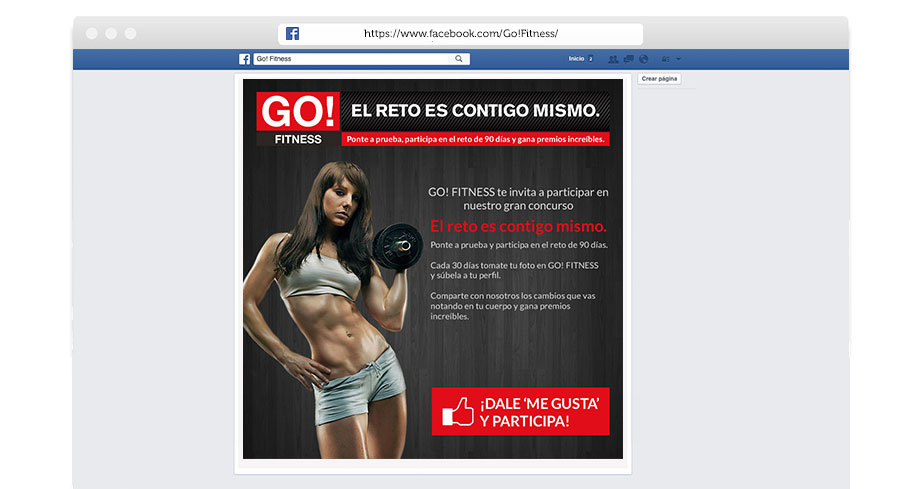 https://www.facebook.com/Go!Fitness/
Go! Fitness
Inicio 2
Crear página
GO!
FITNESS
EL RETO ES CONTIGO MISMO.
Ponte a prueba, participa en el reto de 90 días y gana premios increíbles.
GO! FITNESS te invita a participar en
nuestro gran concurso
El reto es contigo mismo.
Ponte a prueba y participa en el reto de 90 días.
Cada 30 días tomate tu foto en GO! FITNESS
y súbela a tu perfil.
Comparte con nosotros los cambios que vas
notando en tu cuerpo y gana premios
increíbles.
¡DALE ‘ME GUSTA’
Y PARTICIPA!